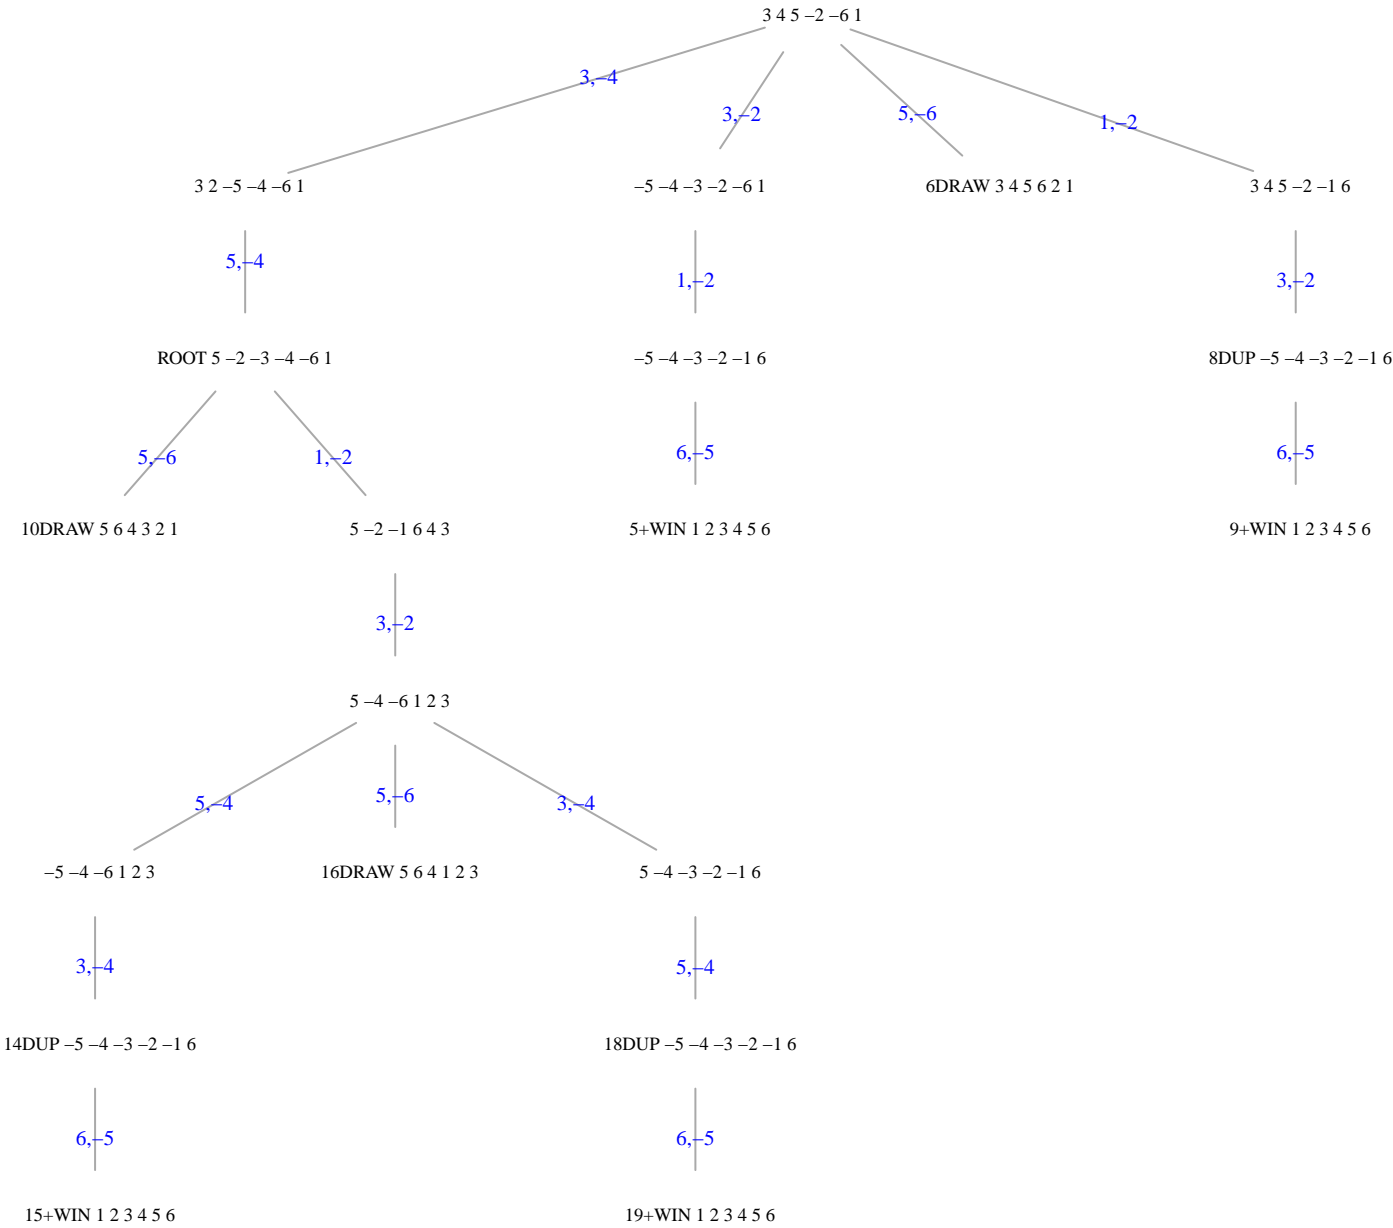 3 4 5 –2 –6 1
3,–4
3,–2
5,–6
1,–2
3 2 –5 –4 –6 1
–5 –4 –3 –2 –6 1
6DRAW 3 4 5 6 2 1
3 4 5 –2 –1 6
5,–4
1,–2
3,–2
ROOT 5 –2 –3 –4 –6 1
–5 –4 –3 –2 –1 6
8DUP –5 –4 –3 –2 –1 6
5,–6
1,–2
6,–5
6,–5
10DRAW 5 6 4 3 2 1
5 –2 –1 6 4 3
5+WIN 1 2 3 4 5 6
9+WIN 1 2 3 4 5 6
3,–2
5 –4 –6 1 2 3
5,–4
5,–6
3,–4
–5 –4 –6 1 2 3
16DRAW 5 6 4 1 2 3
5 –4 –3 –2 –1 6
3,–4
5,–4
14DUP –5 –4 –3 –2 –1 6
18DUP –5 –4 –3 –2 –1 6
6,–5
6,–5
15+WIN 1 2 3 4 5 6
19+WIN 1 2 3 4 5 6